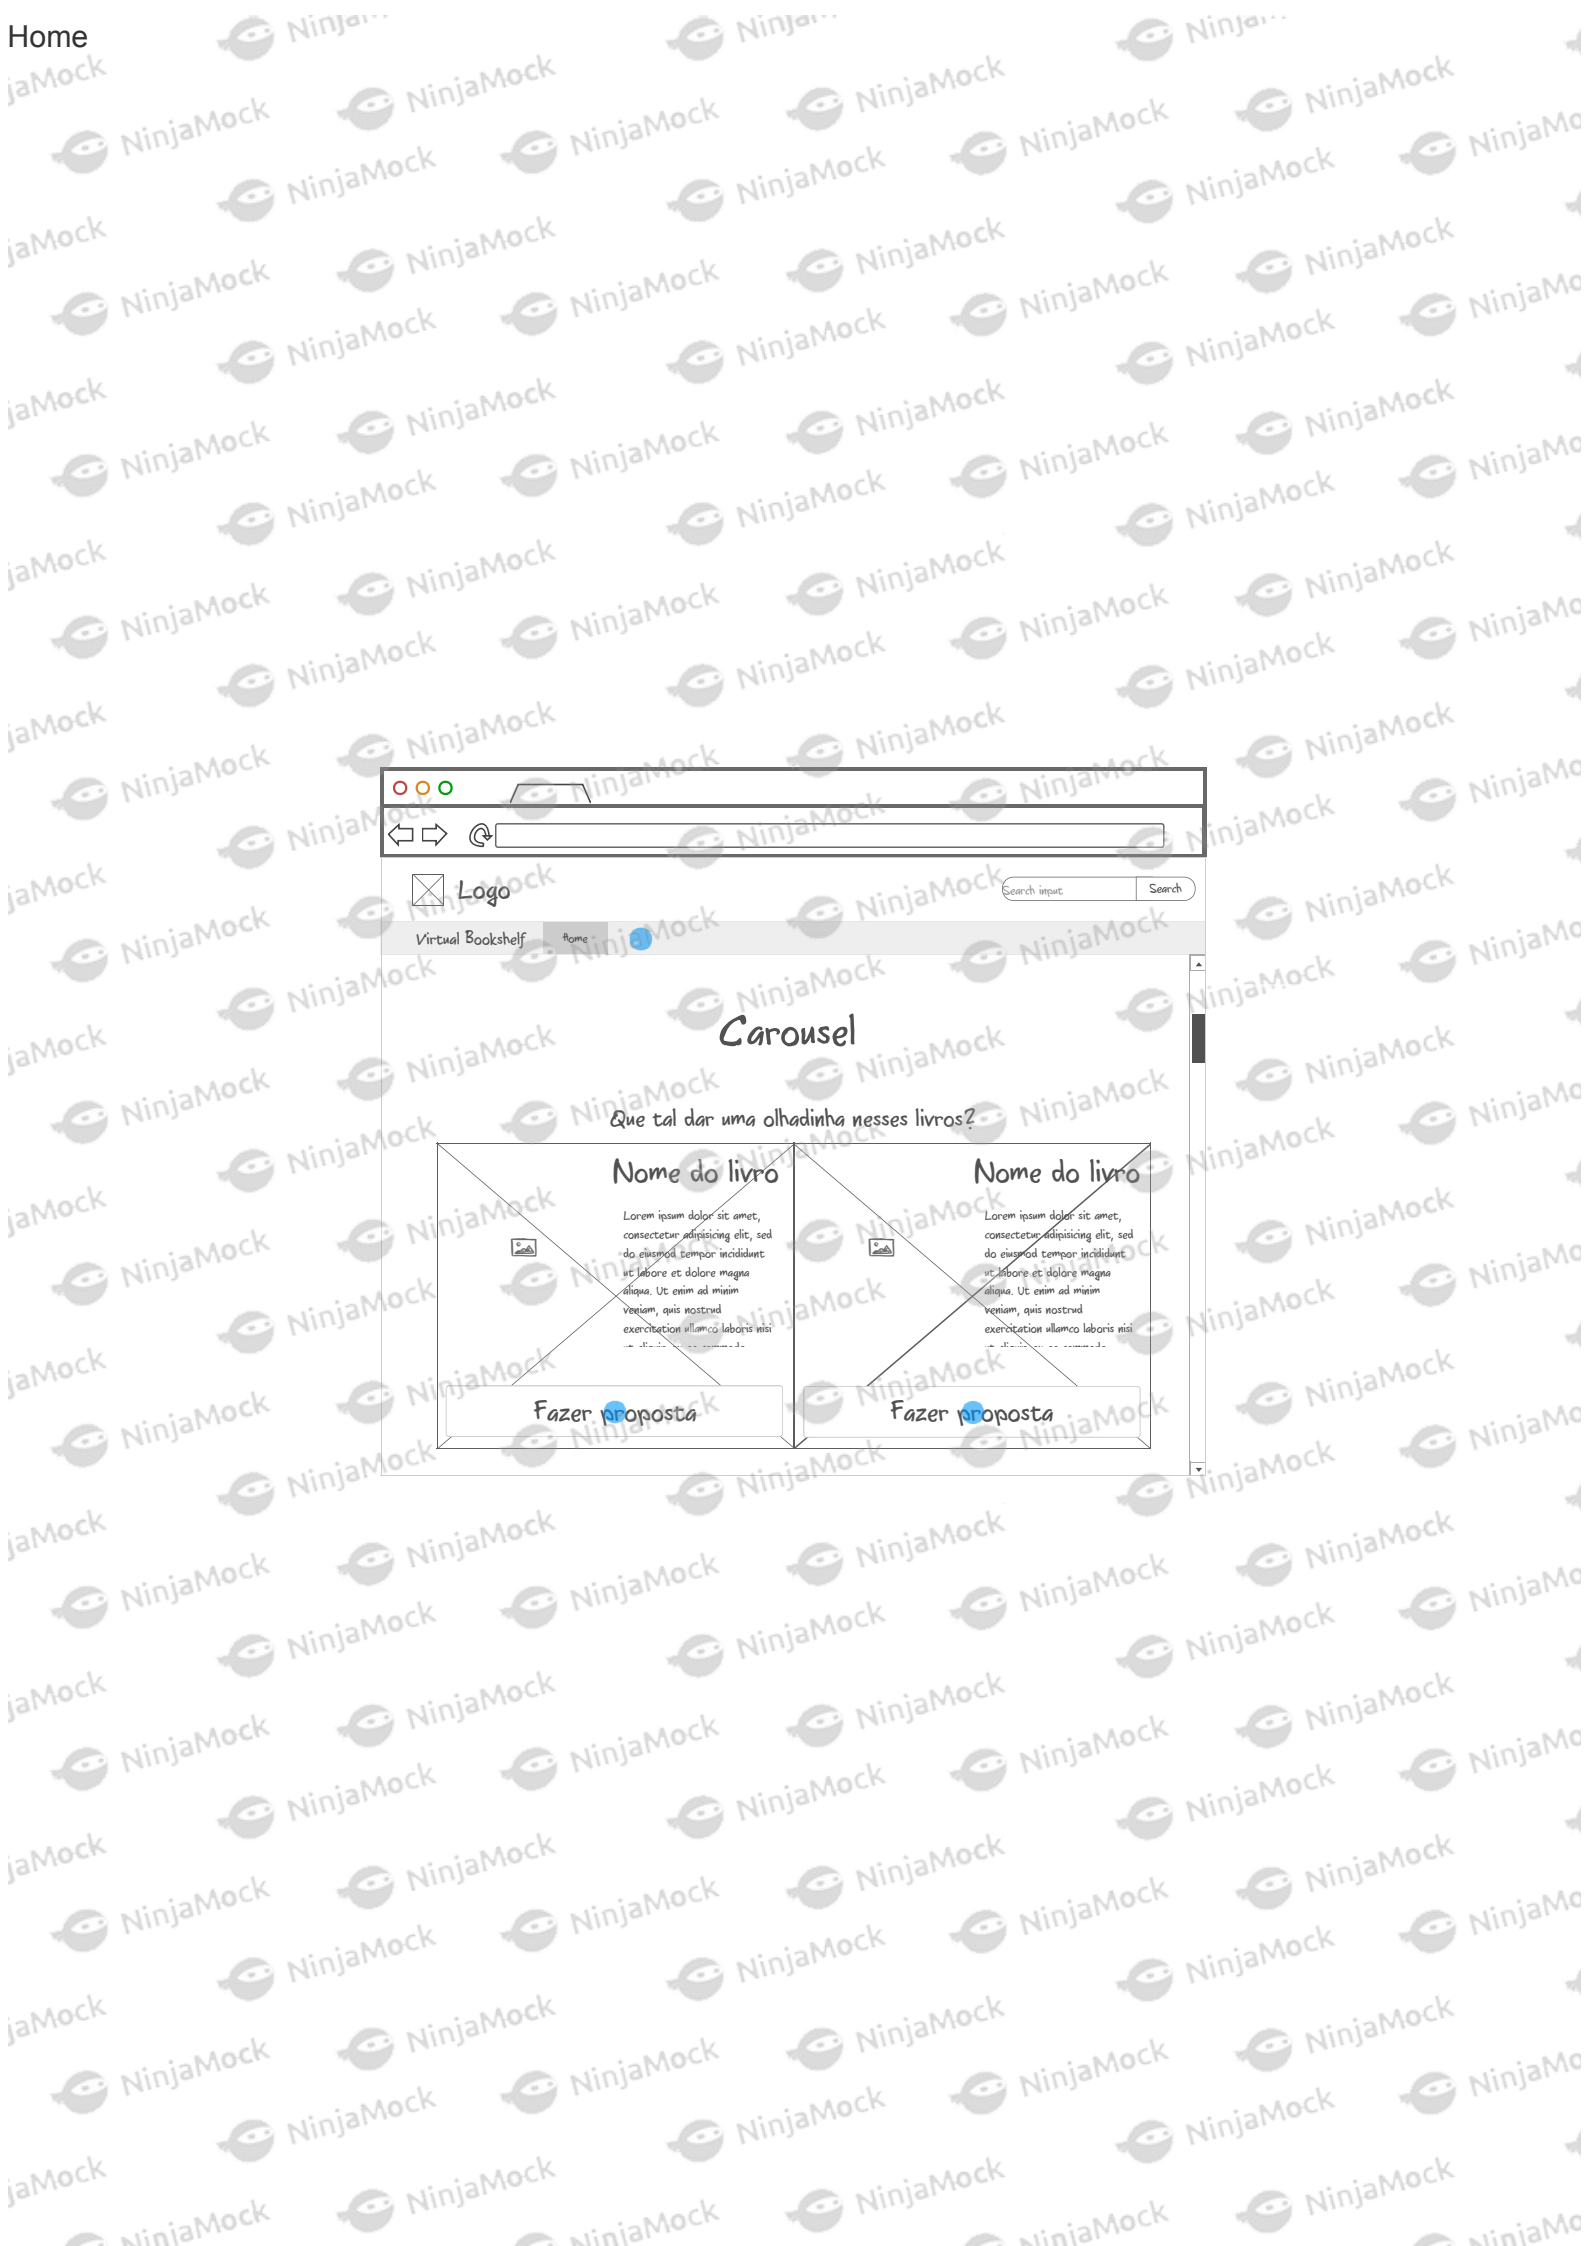 Home
Logo
Search input
Search
Virtual Bookshelf
Home
Carousel
Que tal dar uma olhadinha nesses livros?
Nome do livro
Lorem ipsum dolor sit amet,
consectetur adipisicing elit, sed
do eiusmod tempor incididunt
ut labore et dolore magna
aliqua. Ut enim ad minim
veniam, quis nostrud
exercitation ullamco laboris nisi
Fazer proposta
Nome do livro
Lorem ipsum dolor sit amet,
consectetur adipisicing elit, sed
do eiusmod tempor incididunt
ut labore et dolore magna
aliqua. Ut enim ad minim
veniam, quis nostrud
exercitation ullamco laboris nisi
Fazer proposta
NinjaMock